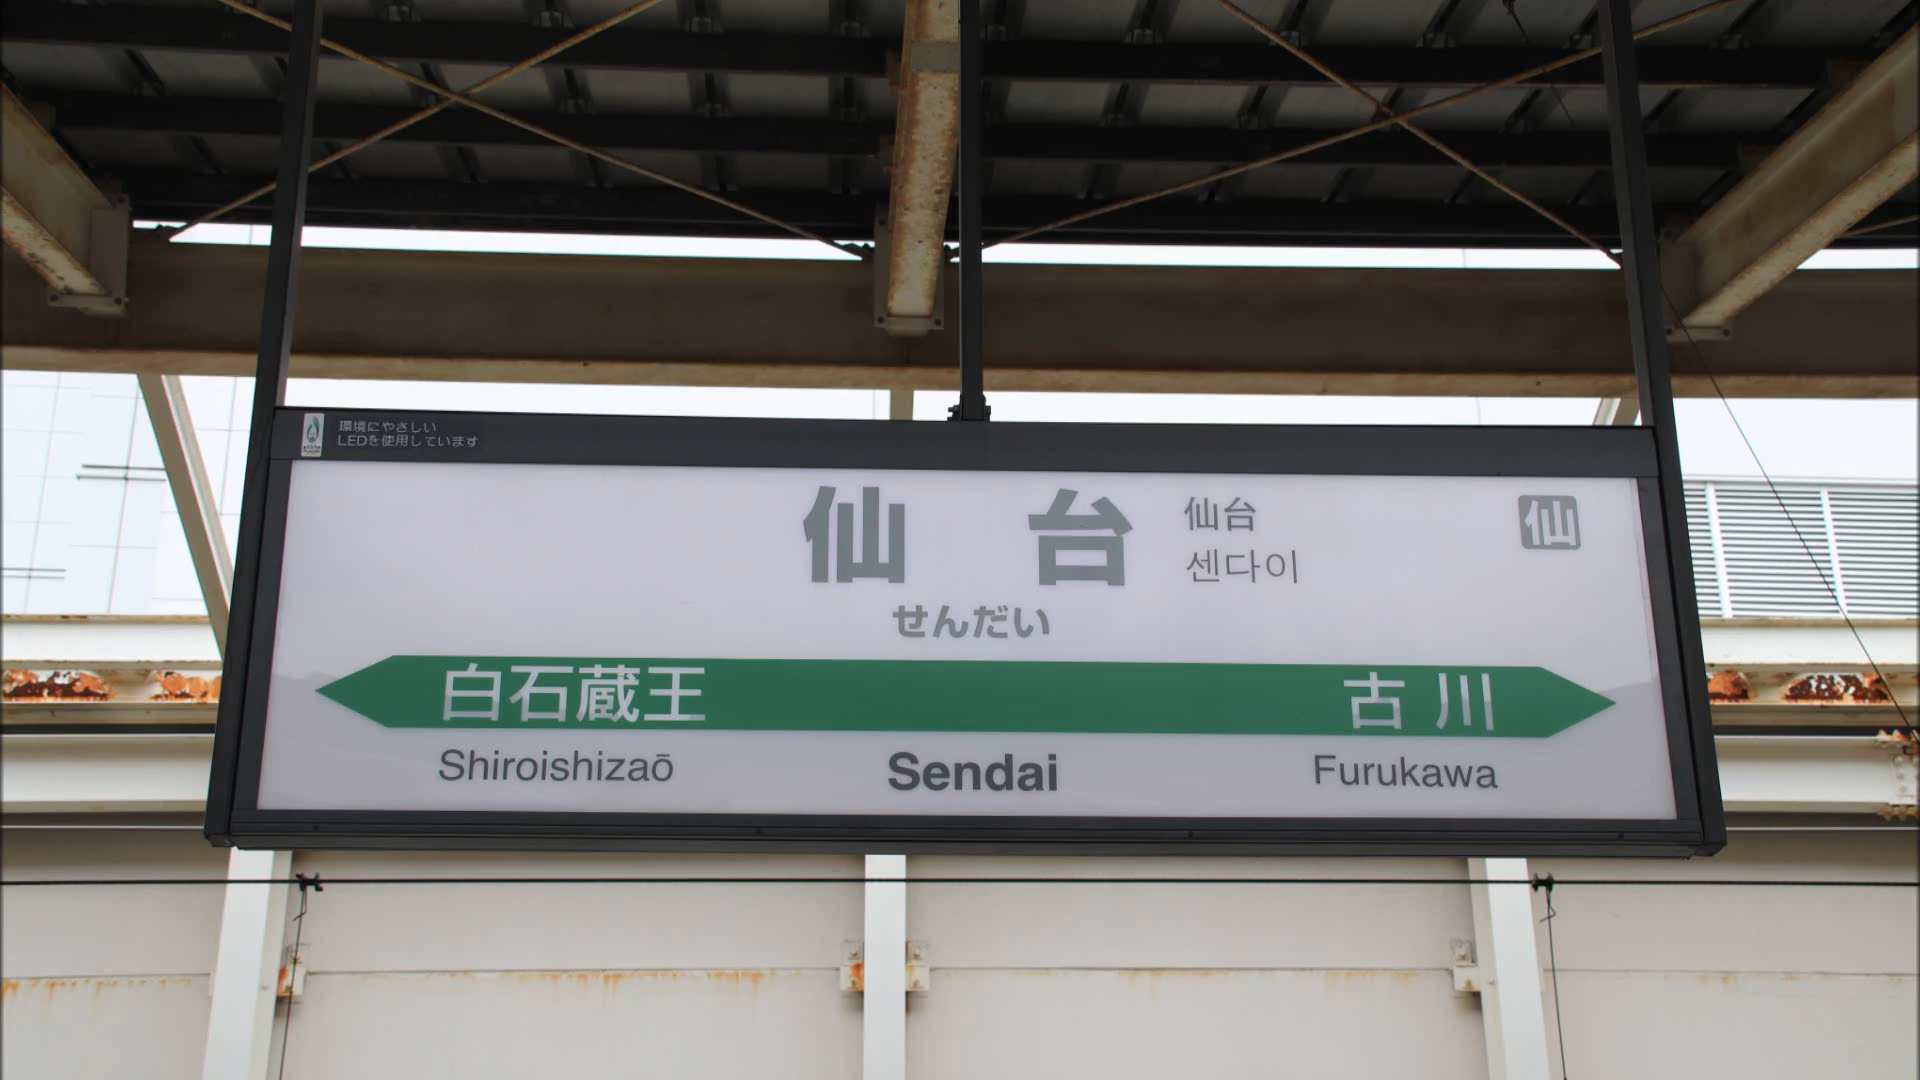 環境にやさしい
LEDを使用しています
仙台
仙台
센다이
仙
せんだい
白石蔵王
古川
Shiroishizaō
Sendai
Furukawa